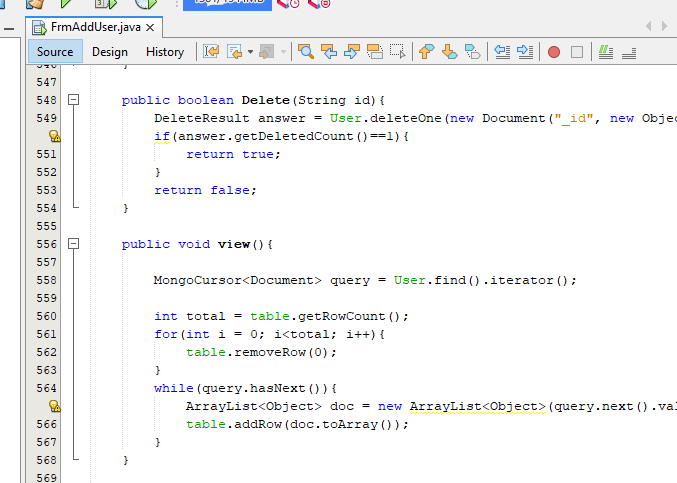 FrmAddUser.java
Source Design History
547
548 public boolean Delete(String id){
549 DeleteResult answer = User.deleteOne(new Document("_id", new Objec
if(answer.getDeletedCount()==1){
551 return true;
552 }
553 return false;
554 }
555
556 public void view(){
557
558 MongoCursor<Document> query = User.find().iterator();
559
560 int total = table.getRowCount();
561 for(int i = 0; i<total; i++){
562 table.removeRow(0);
563 }
564 while(query.hasNext()){
ArrayList<Object> doc = new ArrayList<Object>(query.next().val
566 table.addRow(doc.toArray());
567 }
568 }
569